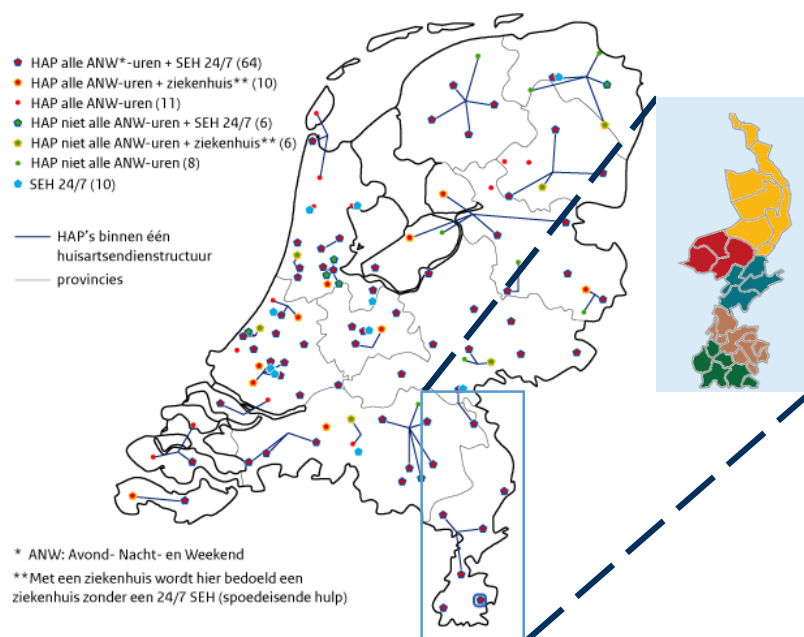 HAP alle ANW*-uren + SEH 24/7 (64)
HAP alle ANW-uren + ziekenhuis** (10)
HAP alle ANW-uren (11)
HAP niet alle ANW-uren + SEH 24/7 (6)
HAP niet alle ANW-uren + ziekenhuis** (6)
HAP niet alle ANW-uren (8)
SEH 24/7 (10)
HAP's binnen één
huisartsendienstructuur
provincies
* ANW: Avond- Nacht- en Weekend
**Met een ziekenhuis wordt hier bedoeld een
ziekenhuis zonder een 24/7 SEH (spoedeisende hulp)